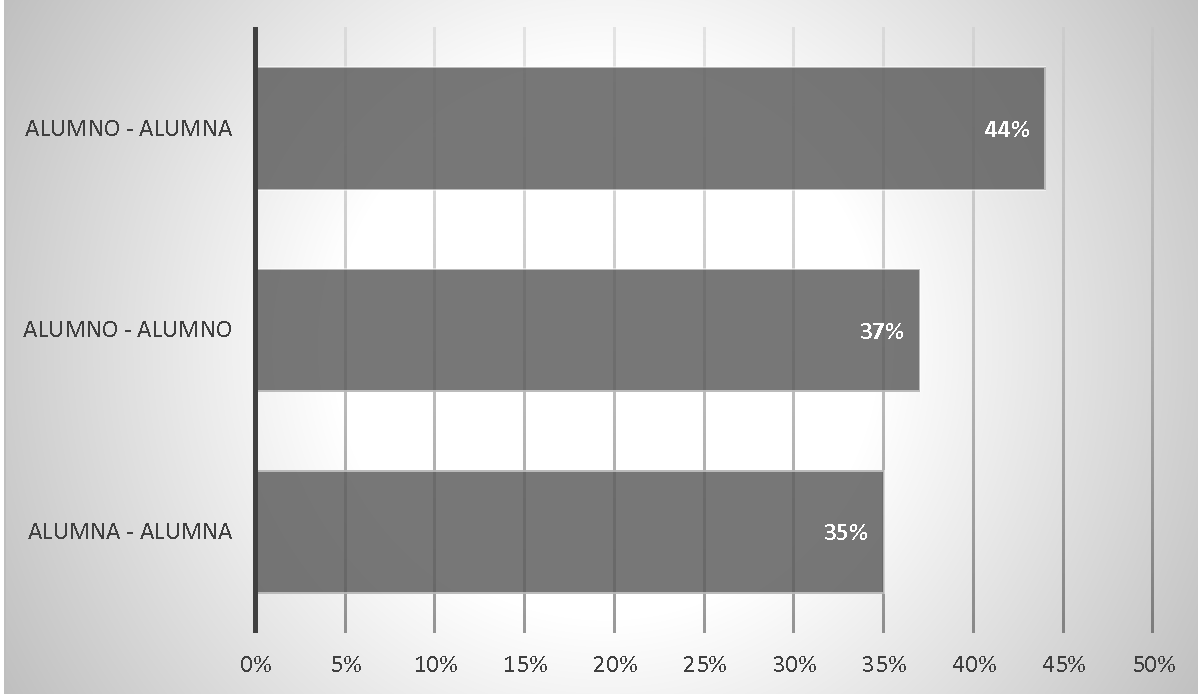 ALUMNO - ALUMNA
44%
ALUMNO - ALUMNO
37%
ALUMNA - ALUMNA
35%
0% 5% 10% 15% 20% 25% 30% 35% 40% 45% 50%